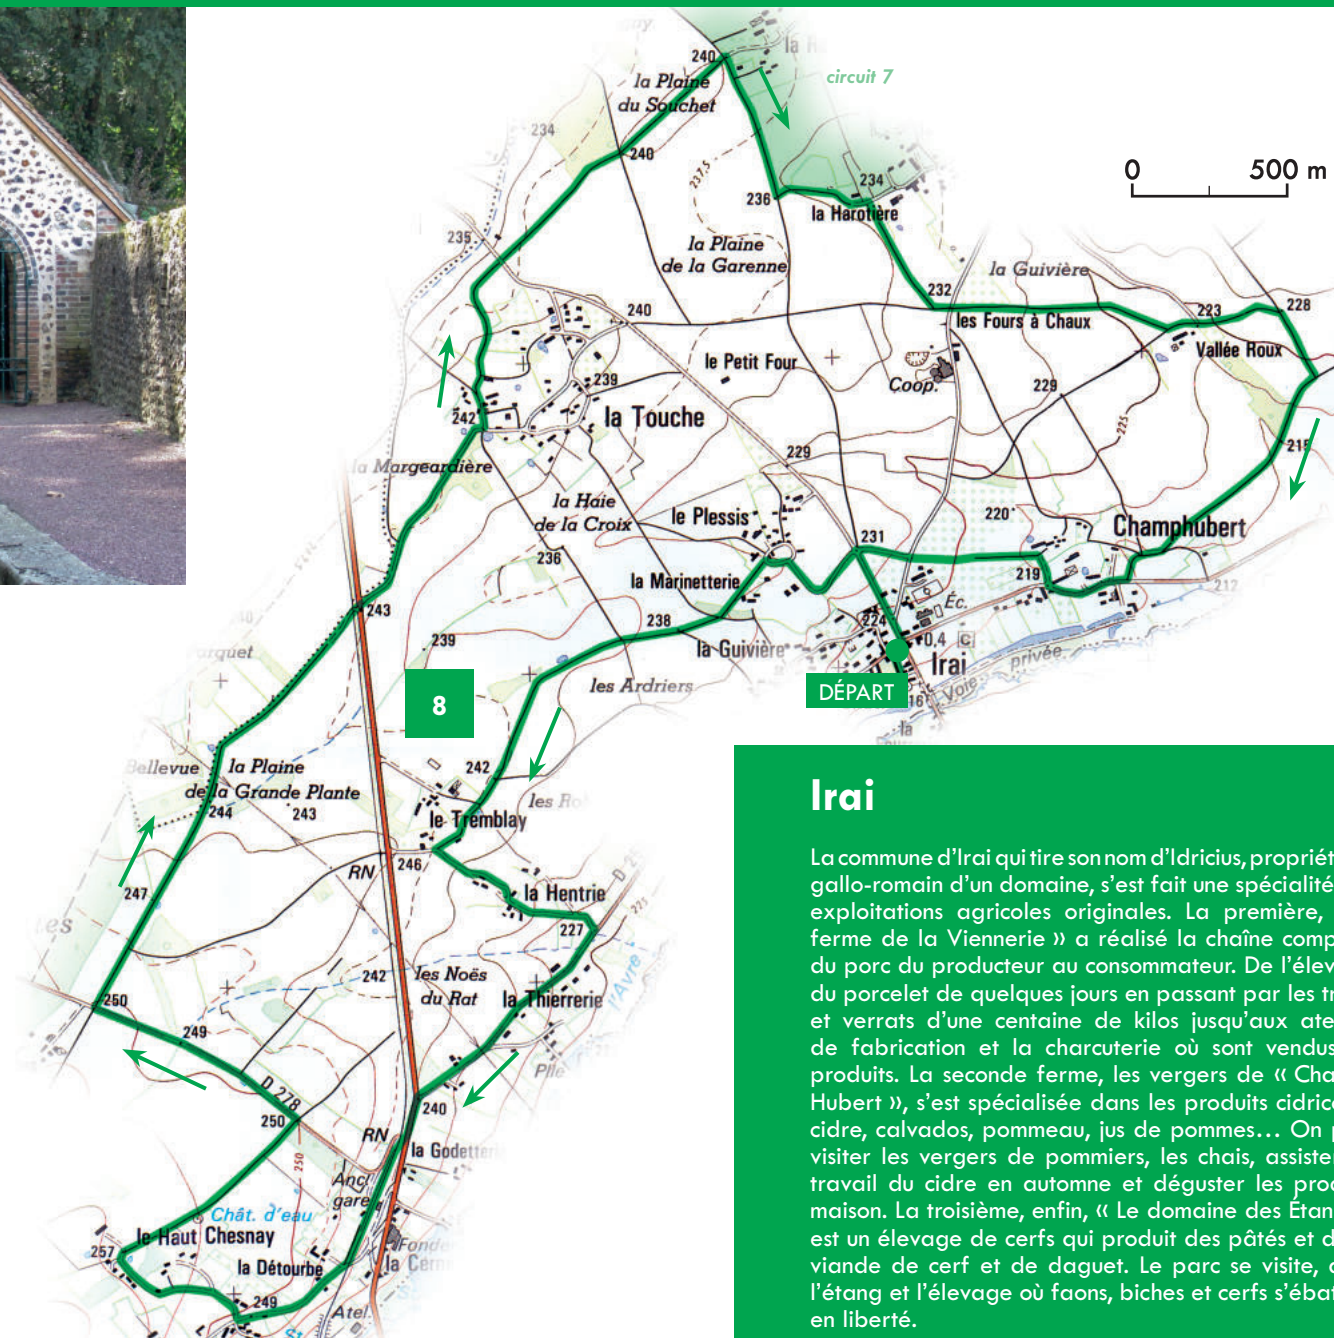 240
la Plaine
du Souchet
circuit 7
234
240
237,5
0 500 m
236
234
la Harotière
235
la Plaine
de la Garenne
la Guivière
232
240
les Fours à Chaux
223
228
Vallée Roux
le Petit Four
239
Coop.
229
242
la Touche
225
la Margeardière
229
218
la Haie
de la Croix
le Plessis
220
Champhubert
231
236
la Marinetterie
219
212
243
Éc.
239
238
224
0,4 C
la Guivière
Irai
privée
Voie
les Ardriers
DÉPART
8
Bellevue
la Plaine
de la Grande Plante
242
244
243
le Tremblay
246
RN
247
la Hentrie
227
225
242
les Noës
du Rat
la Thierrerie
l'Avre
250
249
D 278
250
240
RN
250
Anc.
gare
Chât. d'eau
257
le Haut Chesnay
la Détourbe
249
Atel.
Irai
La commune d'Irai qui tire son nom d'Idricius,
gallo-romain d'un domaine, s'est fait une spécialité
exploitations agricoles originales. La première,
ferme de la Viennerie » a réalisé la chaîne
du porc du producteur au consommateur. De
du porcelet de quelques jours en passant par les
et verrats d'une centaine de kilos jusqu'aux
de fabrication et la charcuterie où sont vendus
produits. La seconde ferme, les vergers de «
Hubert », s'est spécialisée dans les produits
cidre, calvados, pommeau, jus de pommes… On
visiter les vergers de pommiers, les chais,
travail du cidre en automne et déguster les
maison. La troisième, enfin, « Le domaine des
est un élevage de cerfs qui produit des pâtés et
viande de cerf et de daguet. Le parc se visite,
l'étang et l'élevage où faons, biches et cerfs
en liberté.